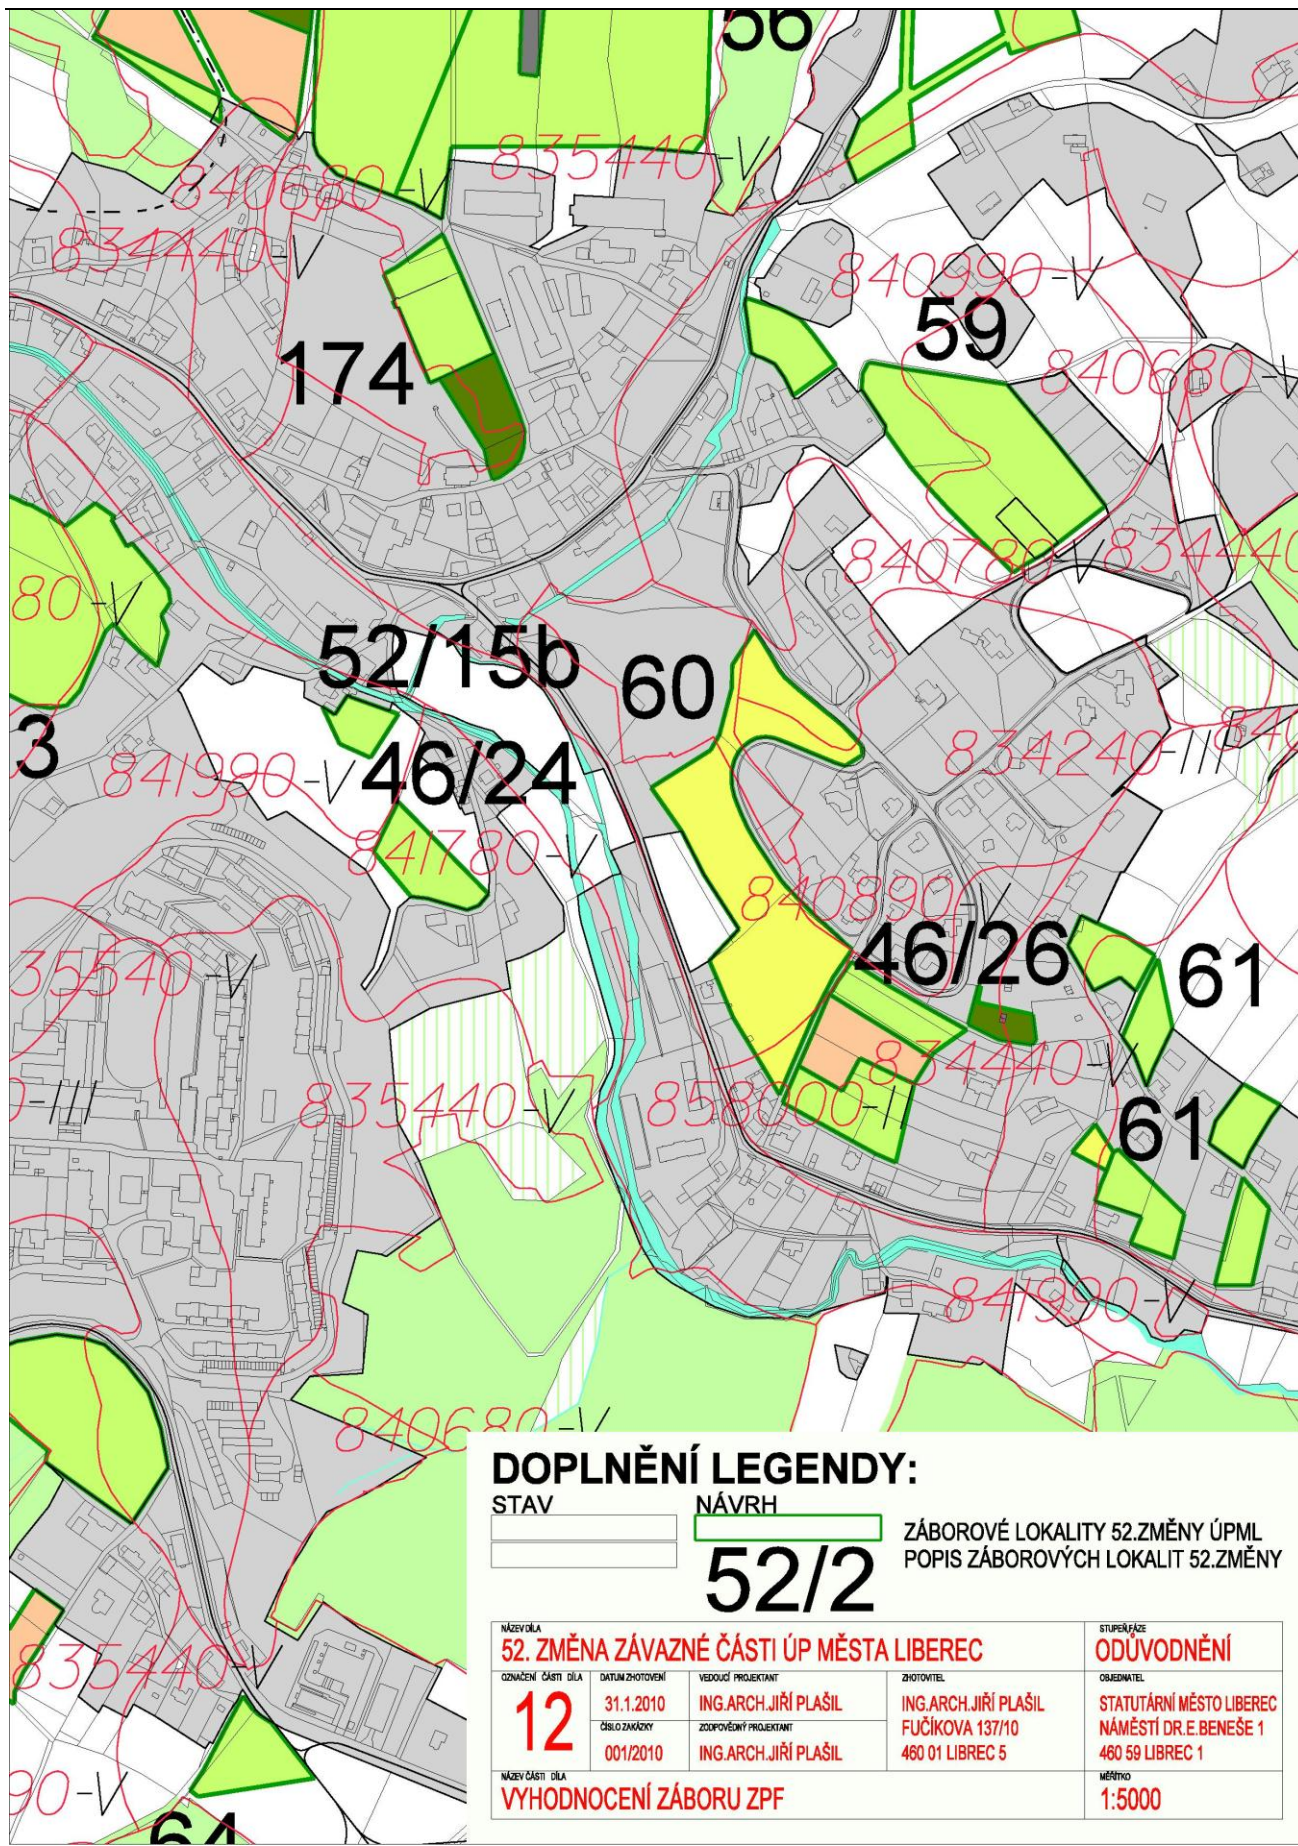 56
835440-V
840680-V
834440-V
840990-V
59
174
840680-V
840780-V
834440
80-V
52/15b
60
3
841980-V
46/24
834240-III
840
841780-V
840890-V
46/26
61
35540-V
0-III
835440-V
858000-II
834440-V
61
841990-V
840680-V
835440-V
90-V
64
DOPLNĚNÍ LEGENDY:
STAV
NÁVRH
ZÁBOROVÉ LOKALITY 52.ZMĚNY ÚPML
52/2
POPIS ZÁBOROVÝCH LOKALIT 52.ZMĚNY
NÁZEV DÍLA
52. ZMĚNA ZÁVAZNÉ ČÁSTI ÚP MĚSTA LIBEREC
STUPEŇ,FÁZE
ODŮVODNĚNÍ
OZNAČENÍ ČÁSTI DÍLA
12
DATUM ZHOTOVENÍ
31.1.2010
ČÍSLO ZAKÁZKY
001/2010
VEDOUCÍ PROJEKTANT
ING.ARCH.JIŘÍ PLAŠIL
ZODPOVĚDNÝ PROJEKTANT
ING.ARCH.JIŘÍ PLAŠIL
ZHOTOVITEL
ING.ARCH.JIŘÍ PLAŠIL
FUČÍKOVA 137/10
460 01 LIBREC 5
OBJEDNATEL
STATUTÁRNÍ MĚSTO LIBEREC
NÁMĚSTÍ DR.E.BENEŠE 1
460 59 LIBREC 1
NÁZEV ČÁSTI DÍLA
VYHODNOCENÍ ZÁBORU ZPF
MĚŘÍTKO
1:5000